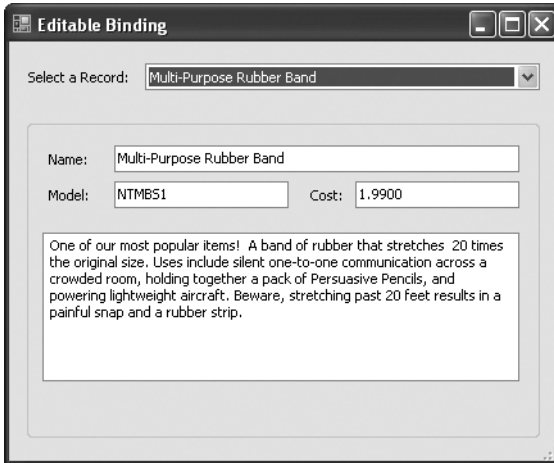 Editable Binding
Select a Record: Multi-Purpose Rubber Band
Name: Multi-Purpose Rubber Band
Model: NTMBS1 Cost: 1.9900
One of our most popular items!  A band of rubber that stretches  20 times
the original size. Uses include silent one-to-one communication across a
crowded room, holding together a pack of Persuasive Pencils, and
powering lightweight aircraft. Beware, stretching past 20 feet results in a
painful snap and a rubber strip.